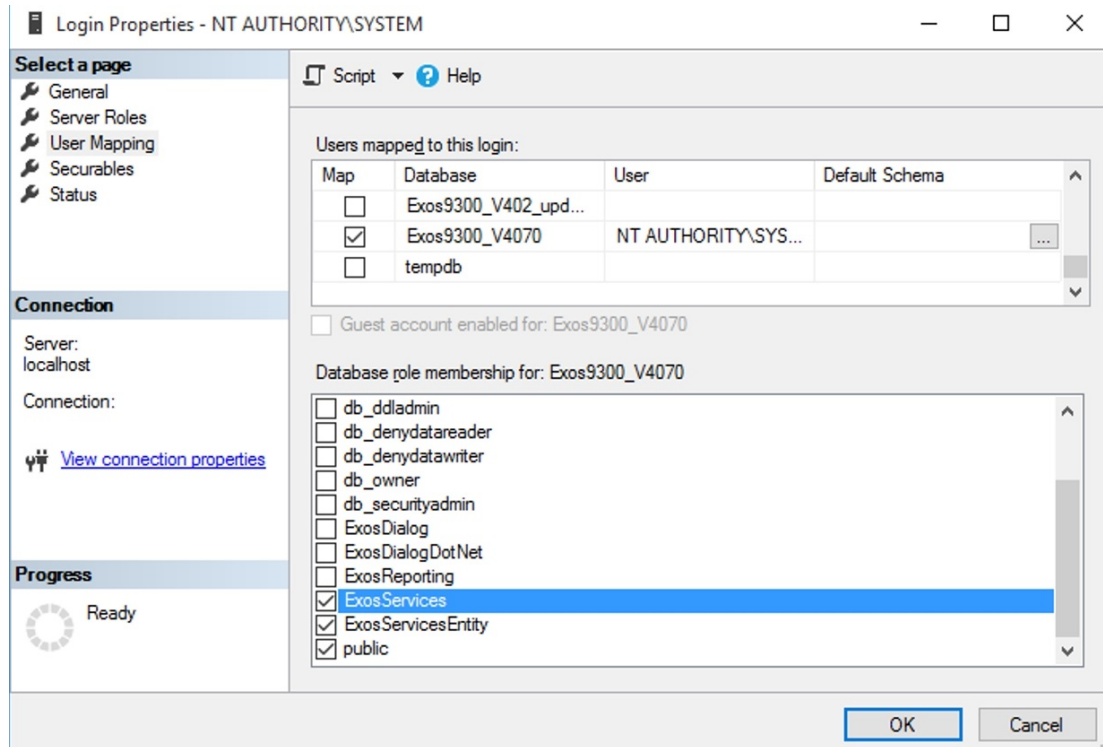 Login Properties - NT AUTHORITY\SYSTEM
Select a page
General
Server Roles
User Mapping
Securables
Status
Connection
Server:
localhost
Connection:
View connection properties
Progress
Ready
Script Help
Users mapped to this login:
Map Database User Default Schema
Exos9300_V402_upd...
Exos9300_V4070 NT AUTHORITY\SYS... ...
tempdb
Guest account enabled for: Exos9300_V4070
Database role membership for: Exos9300_V4070
db_ddladmin
db_denydatareader
db_denydatawriter
db_owner
db_securityadmin
ExosDialog
ExosDialogDotNet
ExosReporting
ExosServices
ExosServicesEntity
public
OK Cancel